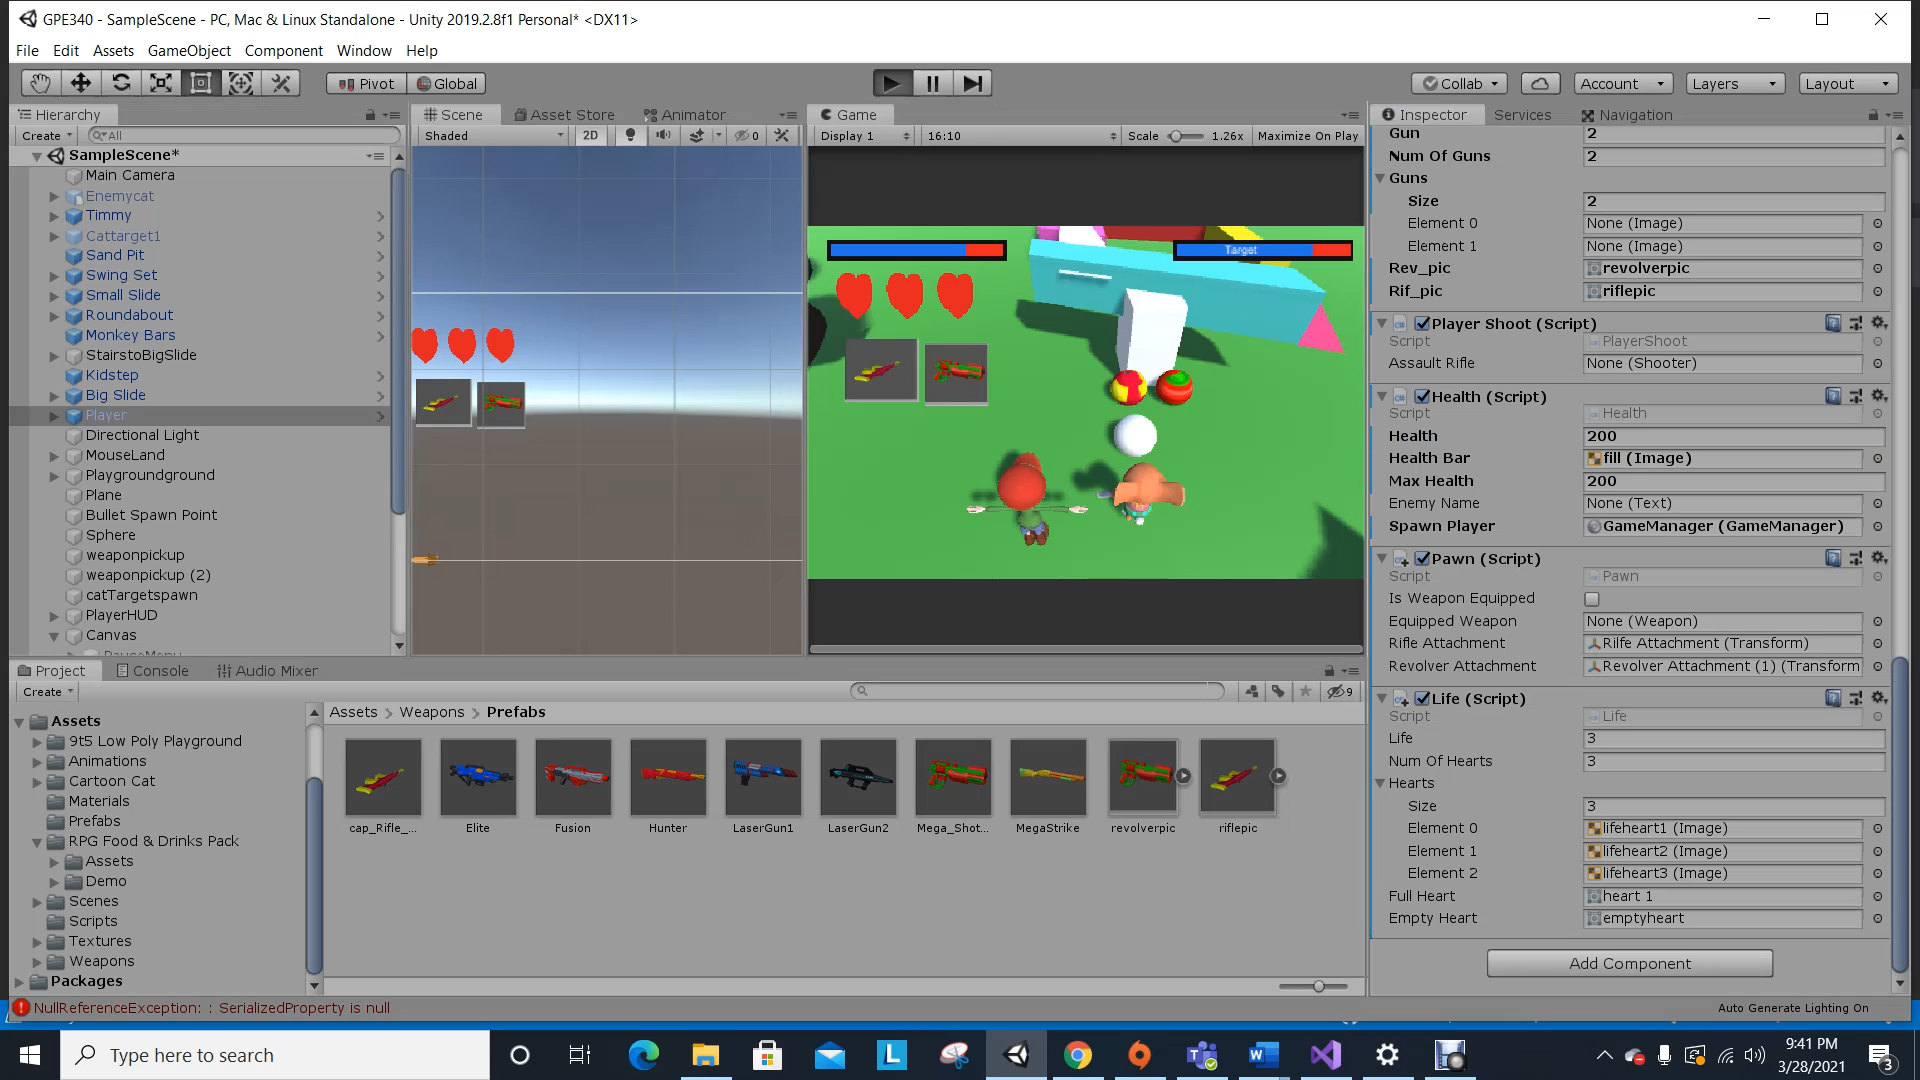 GPE340 - SampleScene - PC, Mac & Linux Standalone - Unity 2019.2.8f1 Personal* <DX11>
File Edit Assets GameObject Component Window Help
Pivot Global
Collab Account Layers Layout
Hierarchy
Create All
SampleScene*
Main Camera
Enemycat
Timmy
Cattarget1
Sand Pit
Swing Set
Small Slide
Roundabout
Monkey Bars
StairstoBigSlide
Kidstep
Big Slide
Player
Directional Light
MouseLand
Playgroundground
Plane
Bullet Spawn Point
Sphere
weaponpickup
weaponpickup (2)
catTargetspawn
PlayerHUD
Canvas
PauseMenu
Scene Asset Store Animator
Shaded 2D 0
Game
Display 1 16:10 Scale 1.26x Maximize On Play
Target
Inspector Services Navigation
Gun 2
Num Of Guns 2
Guns
Size 2
Element 0 None (Image)
Element 1 None (Image)
Rev_pic revolverpic
Rif_pic riflepic
Player Shoot (Script)
Script PlayerShoot
Assault Rifle None (Shooter)
Health (Script)
Script Health
Health 200
Health Bar fill (Image)
Max Health 200
Enemy Name None (Text)
Spawn Player GameManager (GameManager)
Pawn (Script)
Script Pawn
Is Weapon Equipped
Equipped Weapon None (Weapon)
Rifle Attachment Rilfe Attachment (Transform)
Revolver Attachment Revolver Attachment (1) (Transform
Life (Script)
Script Life
Life 3
Num Of Hearts 3
Hearts
Size 3
Element 0 lifeheart1 (Image)
Element 1 lifeheart2 (Image)
Element 2 lifeheart3 (Image)
Full Heart heart 1
Empty Heart emptyheart
Add Component
Project Console Audio Mixer
Create 9
Assets
9t5 Low Poly Playground
Animations
Cartoon Cat
Materials
Prefabs
RPG Food & Drinks Pack
Assets
Demo
Scenes
Scripts
Textures
Weapons
Packages
Assets Weapons Prefabs
cap_Rifle_... Elite Fusion Hunter LaserGun1 LaserGun2 Mega_Shot... MegaStrike revolverpic riflepic
NullReferenceException: : SerializedProperty is null
Auto Generate Lighting On
Type here to search
L
9:41 PM
3/28/2021
3